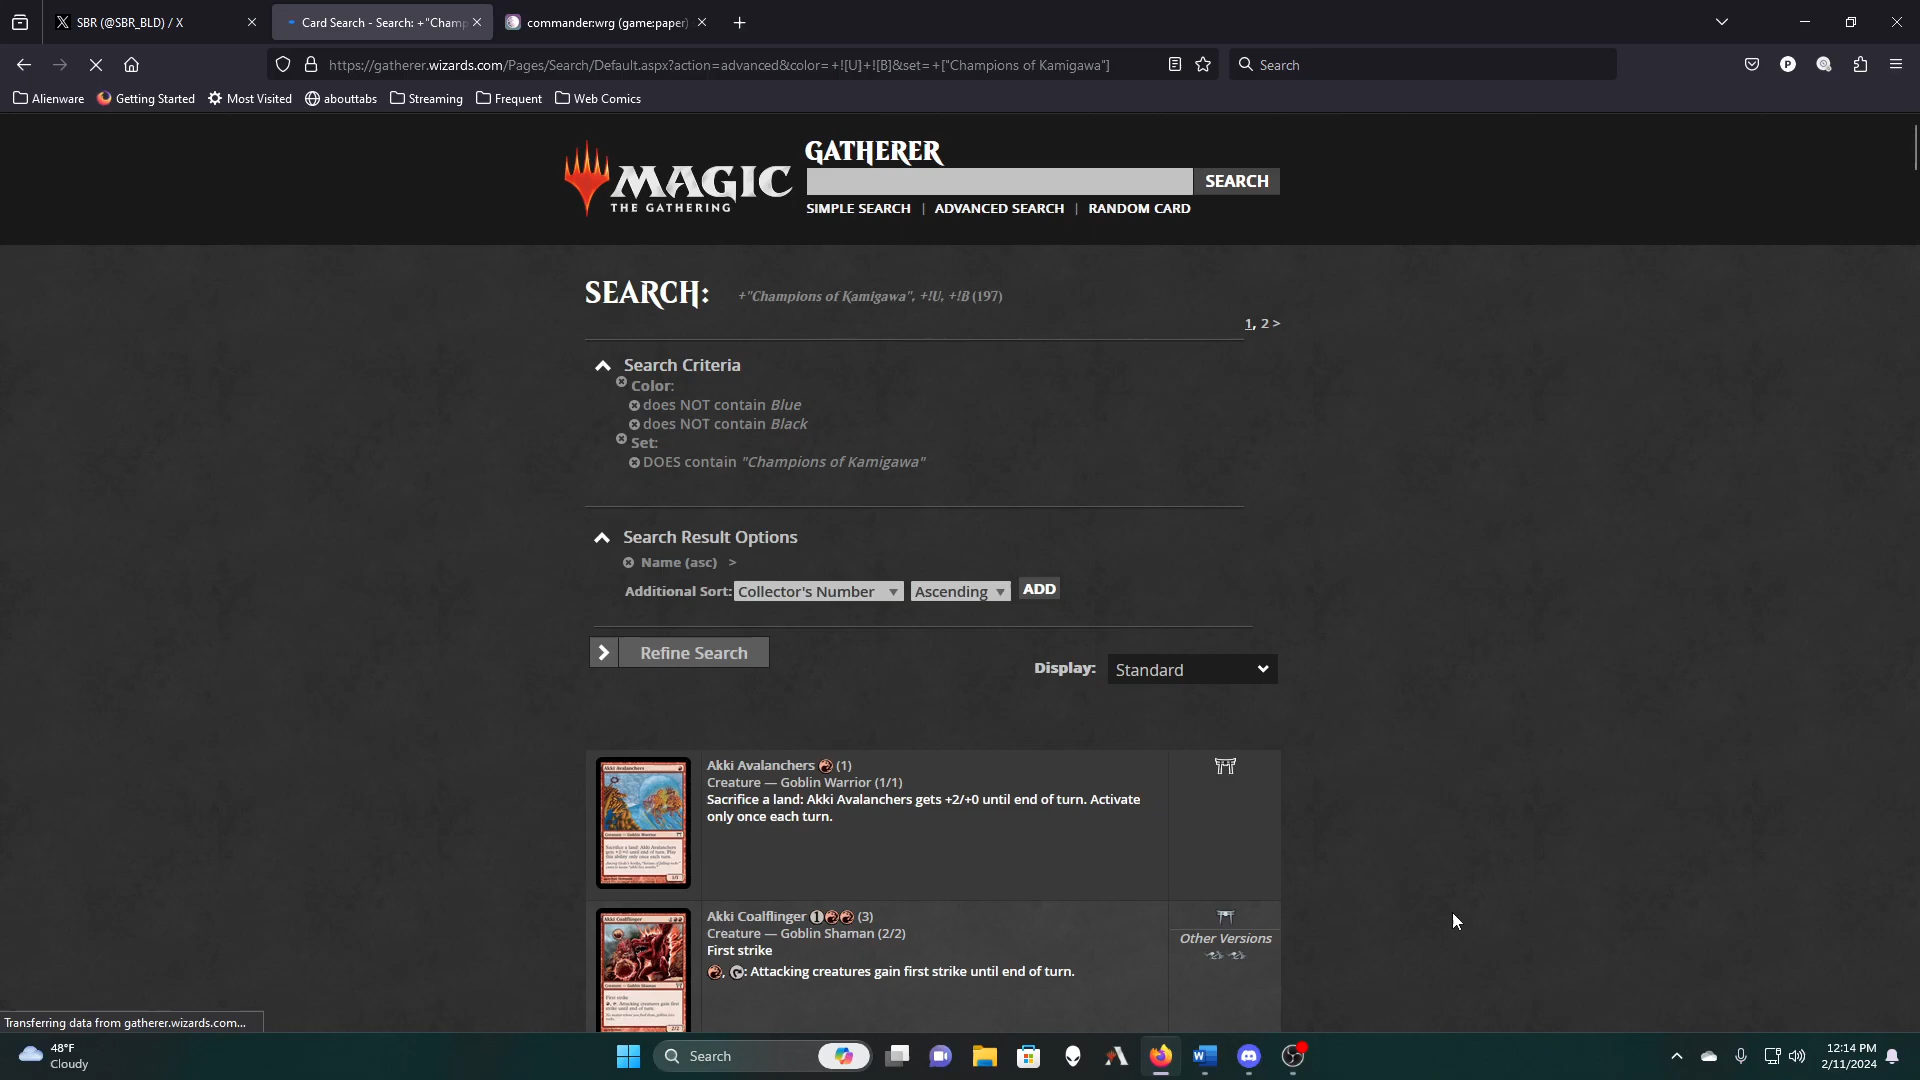 SBR (@SBR_BLD) / X
Card Search - Search: +"Champ
commander:wrg (game:paper)
https://gatherer.wizards.com/Pages/Search/Default.aspx?action=advanced&color=+![U]+![B]&set=+["Champions of Kamigawa"]
Search
Alienware
Getting Started
Most Visited
abouttabs
Streaming
Frequent
Web Comics
MAGIC
THE GATHERING
GATHERER
SEARCH
SIMPLE SEARCH | ADVANCED SEARCH | RANDOM CARD
SEARCH: +"Champions of Kamigawa", +!U, +!B (197)
1, 2 >
Search Criteria
Color:
does NOT contain Blue
does NOT contain Black
Set:
DOES contain "Champions of Kamigawa"
Search Result Options
Name (asc) >
Additional Sort: Collector's Number Ascending ADD
Refine Search
Display: Standard
Akki Avalanchers
Akki Avalanchers (1)
Creature — Goblin Warrior (1/1)
Sacrifice a land: Akki Avalanchers gets +2/+0 until end of turn. Activate
only once each turn.
Akki Coalflinger
Akki Coalflinger 1 (3)
Creature — Goblin Shaman (2/2)
First strike
, : Attacking creatures gain first strike until end of turn.
Other Versions
Transferring data from gatherer.wizards.com...
48°F
Cloudy
Search
12:14 PM
2/11/2024